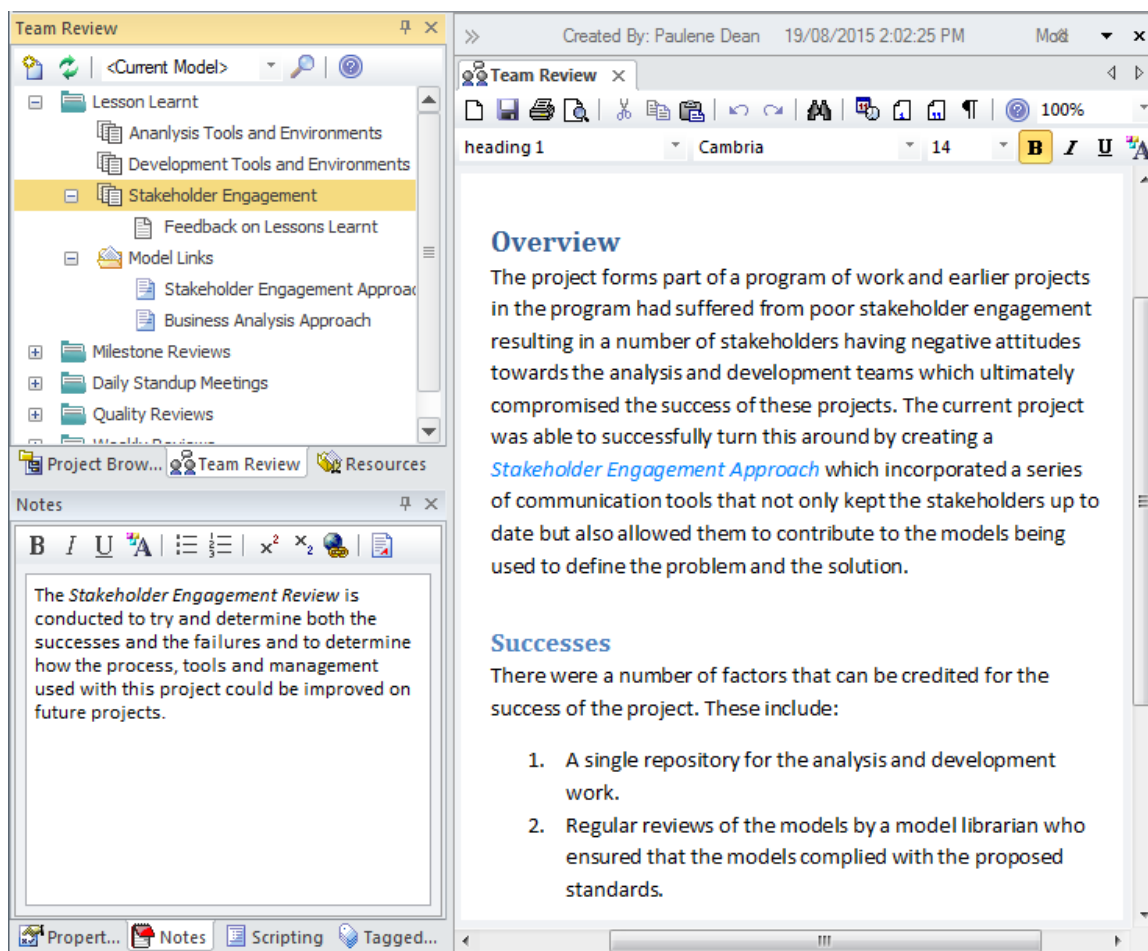 Team Review
<Current Model>
Lesson Learnt
Ananlysis Tools and Environments
Development Tools and Environments
Stakeholder Engagement
Feedback on Lessons Learnt
Model Links
Stakeholder Engagement Approac
Business Analysis Approach
Milestone Reviews
Daily Standup Meetings
Quality Reviews
Weekly Reviews
Project Brow... Team Review Resources
Notes
B I U A x² x₂
The Stakeholder Engagement Review is
conducted to try and determine both the
successes and the failures and to determine
how the process, tools and management
used with this project could be improved on
future projects.
Propert... Notes Scripting Tagged...
Created By: Paulene Dean 19/08/2015 2:02:25 PM
Team Review
100%
heading 1 Cambria 14 B I U A
Overview
The project forms part of a program of work and earlier projects
in the program had suffered from poor stakeholder engagement
resulting in a number of stakeholders having negative attitudes
towards the analysis and development teams which ultimately
compromised the success of these projects. The current project
was able to successfully turn this around by creating a
Stakeholder Engagement Approach which incorporated a series
of communication tools that not only kept the stakeholders up to
date but also allowed them to contribute to the models being
used to define the problem and the solution.
Successes
There were a number of factors that can be credited for the
success of the project. These include:
1. A single repository for the analysis and development
work.
2. Regular reviews of the models by a model librarian who
ensured that the models complied with the proposed
standards.